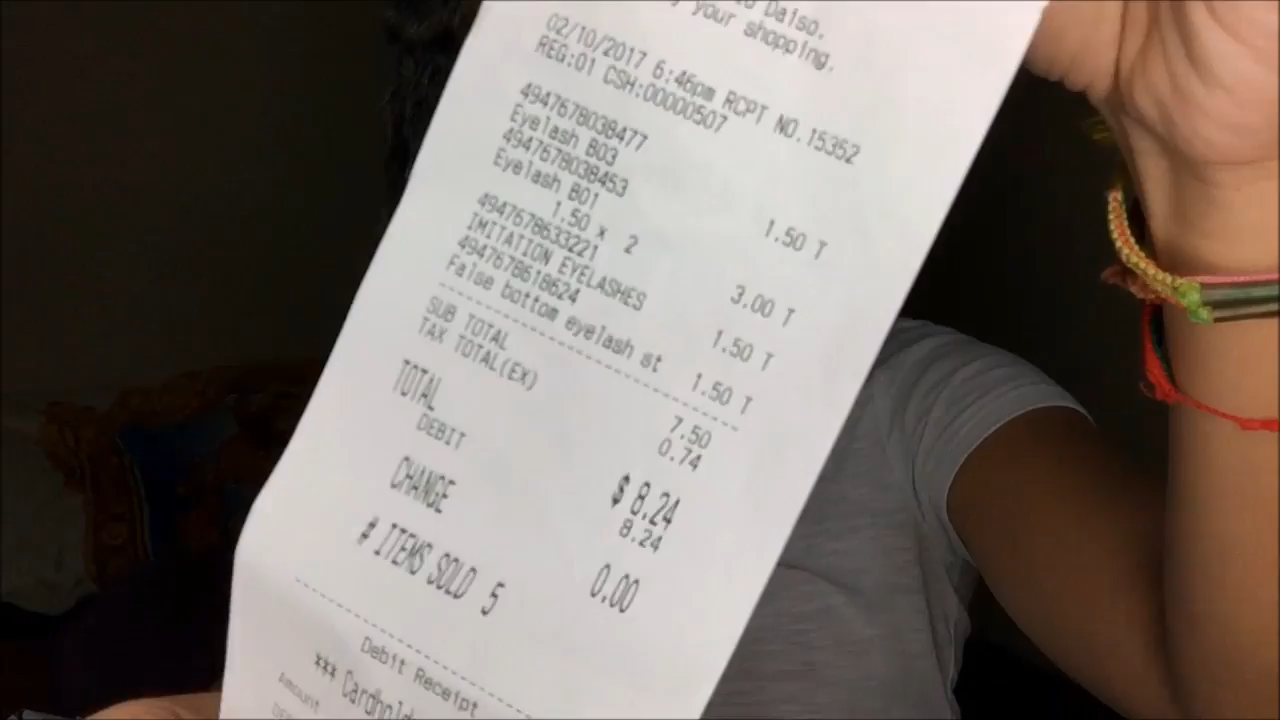 Daiso.
your shopping.
02/10/2017 6:46pm RCPT NO.15352
REG:01 CSH:00000507
4947678038477
Eyelash B03 1.50 T
4947678038453
Eyelash B01
1.50 x 2 3.00 T
4947678633221
IMITATION EYELASHES 1.50 T
4947678618624
False bottom eyelash st 1.50 T
SUB TOTAL 7.50
TAX TOTAL(EX) 0.74
TOTAL $ 8.24
DEBIT 8.24
CHANGE 0.00
# ITEMS SOLD 5
Debit Receipt
***
Amount